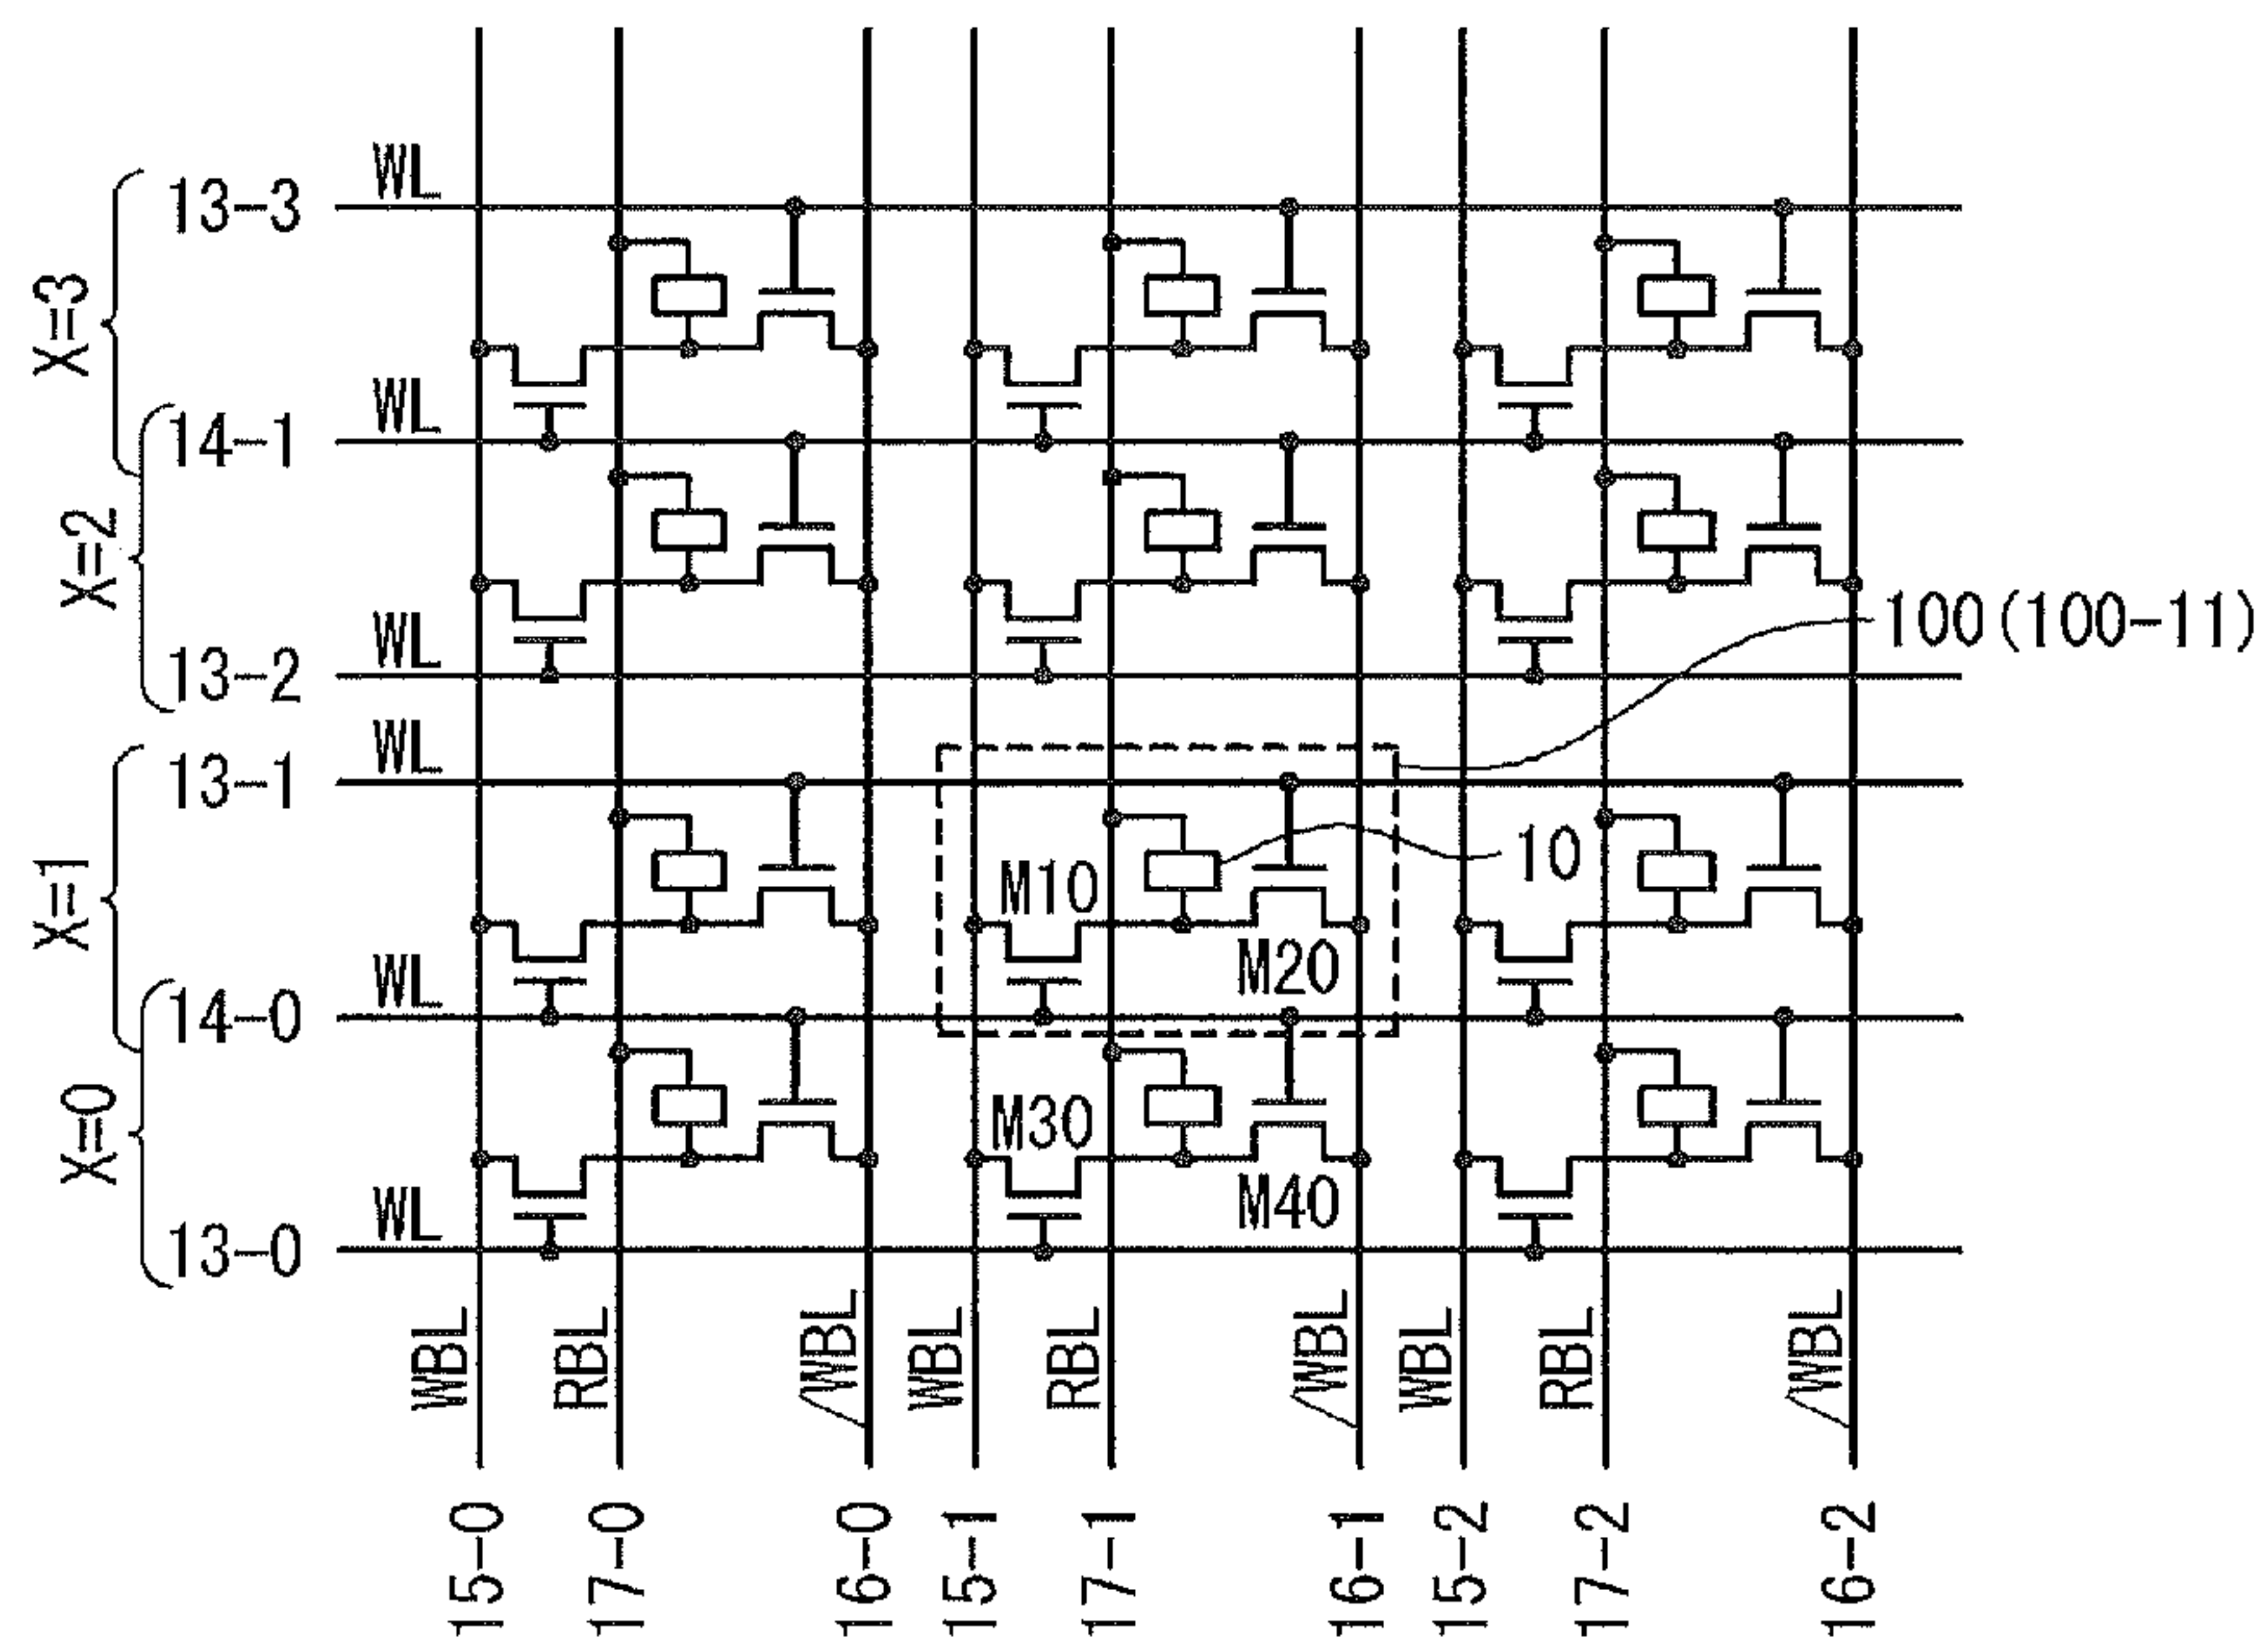 13-3 WL
X=3
14-1 WL
X=2
13-2 WL
100(100-11)
13-1 WL
10
X=1
M10
M20
14-0 WL
M30
X=0
M40
13-0 WL
WBL RBL /WBL WBL RBL /WBL WBL RBL /WBL
15-0 17-0 16-0 15-1 17-1 16-1 15-2 17-2 16-2